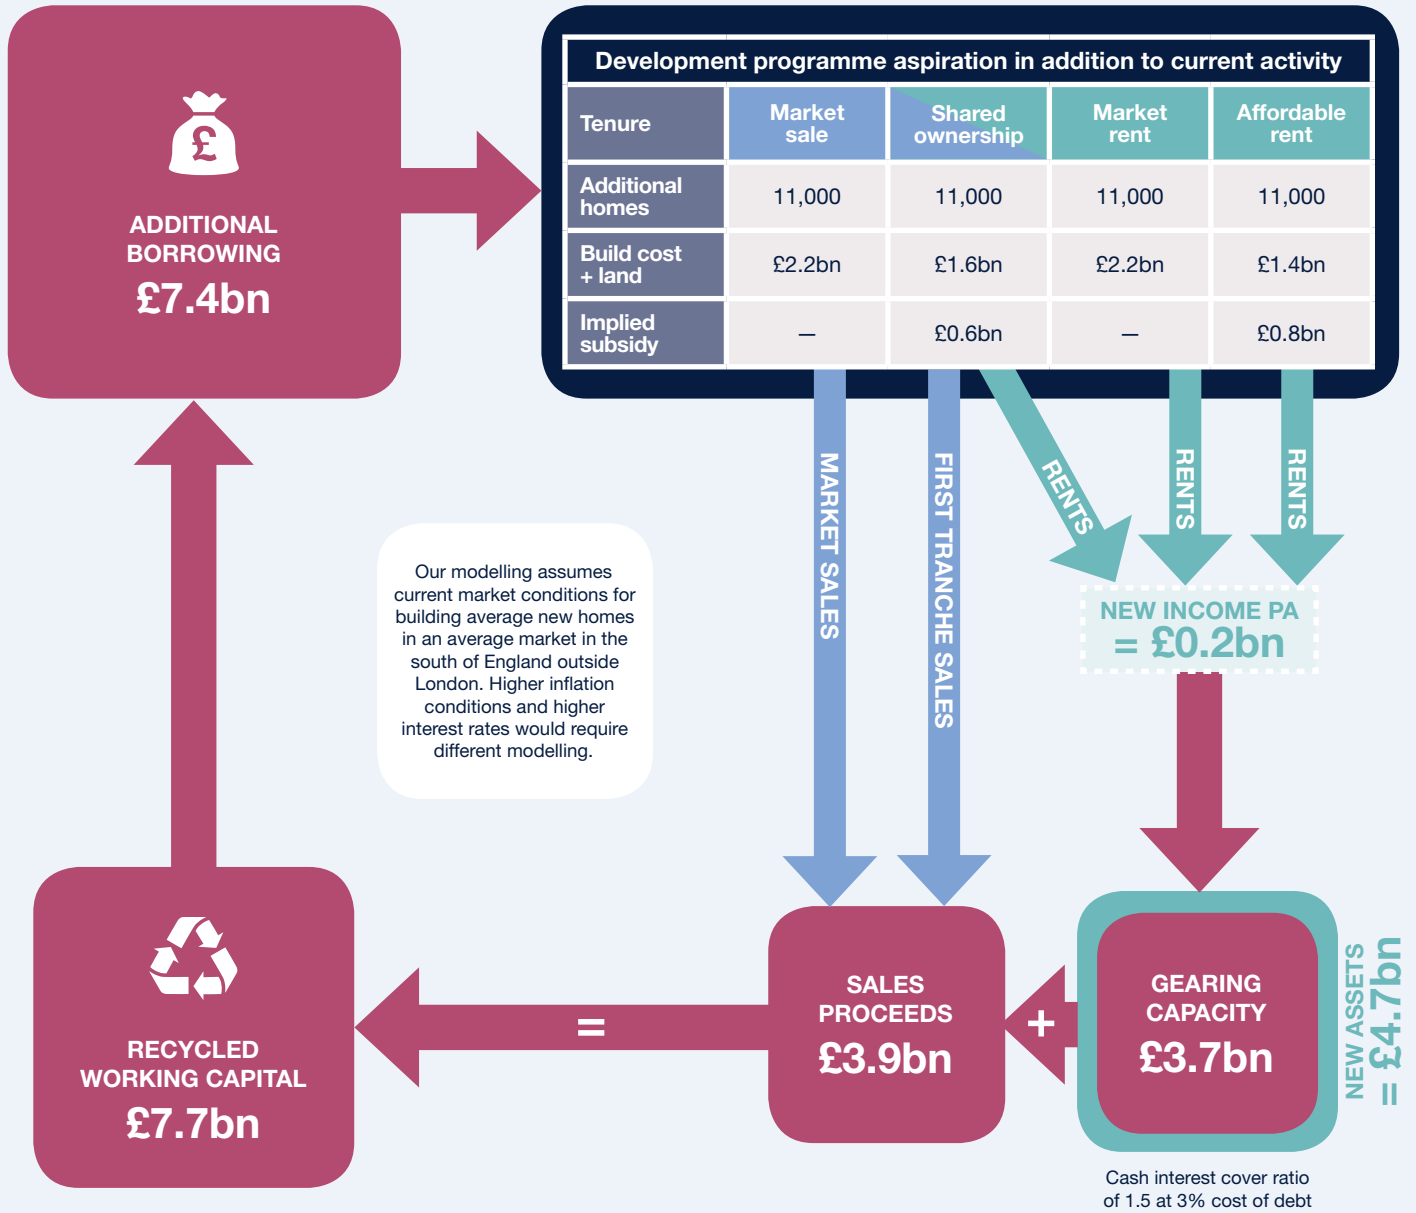 £
ADDITIONAL
BORROWING
£7.4bn
Development programme aspiration in addition to current activity
Tenure
Market
sale
Shared
ownership
Market
rent
Affordable
rent
Additional
homes
11,000
11,000
11,000
11,000
Build cost
+ land
£2.2bn
£1.6bn
£2.2bn
£1.4bn
Implied
subsidy
—
£0.6bn
—
£0.8bn
MARKET SALES
FIRST TRANCHE SALES
RENTS
RENTS
RENTS
Our modelling assumes
current market conditions for
building average new homes
in an average market in the
south of England outside
London. Higher inflation
conditions and higher
interest rates would require
different modelling.
NEW INCOME PA
= £0.2bn
GEARING
CAPACITY
£3.7bn
NEW ASSETS
= £4.7bn
Cash interest cover ratio
of 1.5 at 3% cost of debt
+
SALES
PROCEEDS
£3.9bn
=
RECYCLED
WORKING CAPITAL
£7.7bn